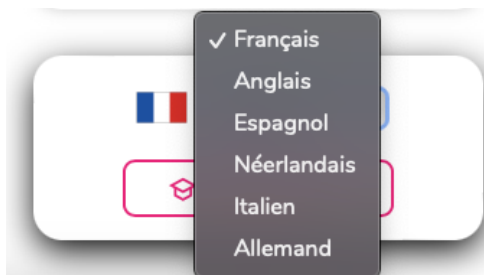 Français
Anglais
Espagnol
Néerlandais
Italien
Allemand